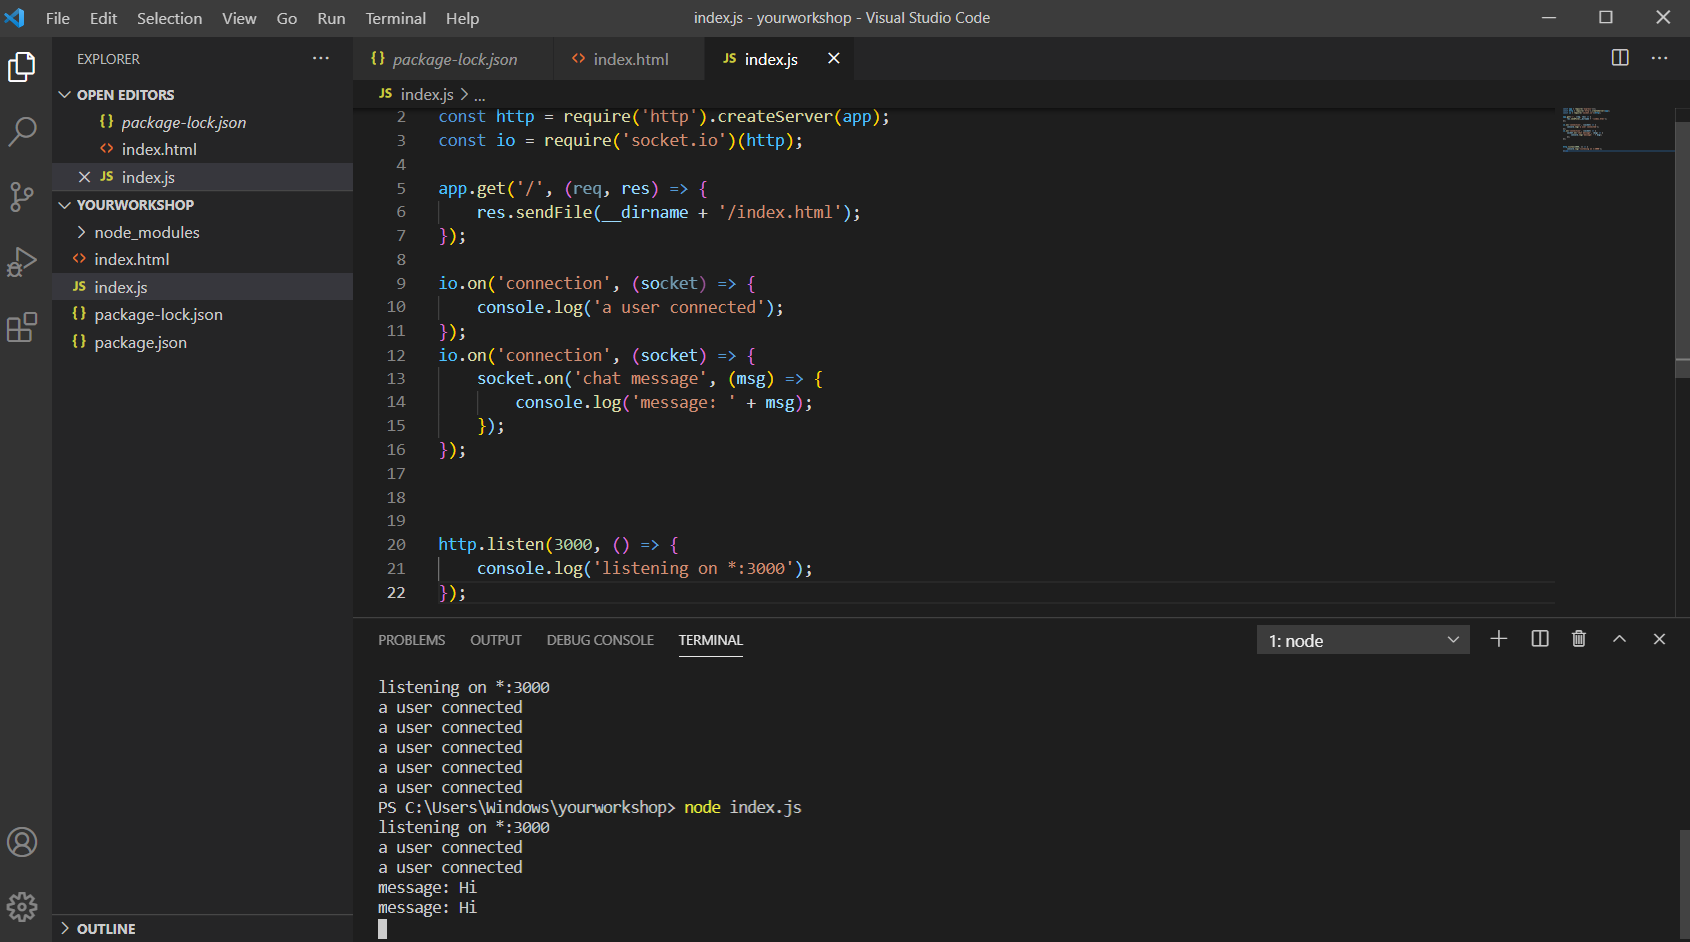 File Edit Selection View Go Run Terminal Help
index.js - yourworkshop - Visual Studio Code
EXPLORER
OPEN EDITORS
package-lock.json
index.html
index.js
YOURWORKSHOP
node_modules
index.html
JS index.js
{} package-lock.json
{} package.json
OUTLINE
{} package-lock.json
<> index.html
JS index.js
JS index.js > ...
2 const http = require('http').createServer(app);
3 const io = require('socket.io')(http);
4
5 app.get('/', (req, res) => {
6 res.sendFile(__dirname + '/index.html');
7 });
8
9 io.on('connection', (socket) => {
10 console.log('a user connected');
11 });
12 io.on('connection', (socket) => {
13 socket.on('chat message', (msg) => {
14 console.log('message: ' + msg);
15 });
16 });
17
18
19
20 http.listen(3000, () => {
21 console.log('listening on *:3000');
22 });
PROBLEMS OUTPUT DEBUG CONSOLE TERMINAL
1: node
listening on *:3000
a user connected
a user connected
a user connected
a user connected
a user connected
PS C:\Users\Windows\yourworkshop> node index.js
listening on *:3000
a user connected
a user connected
message: Hi
message: Hi